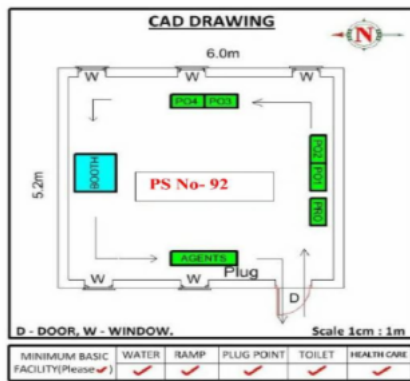 CAD DRAWING
N
6.0m
W W W
PO4 PO3
5.2m
BOOTH
PO2 PO1
PS No- 92
PRO
AGENTS
Plug
W W
D
D - DOOR, W - WINDOW. Scale 1cm : 1m
MINIMUM BASIC FACILITY(Please ✓) WATER RAMP PLUG POINT TOILET HEALTH CARE
✓ ✓ ✓ ✓ ✓